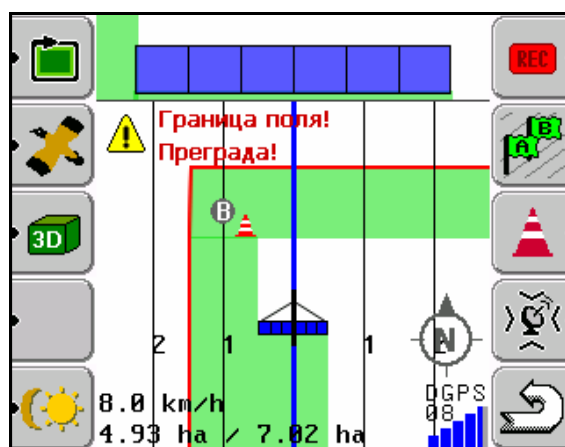 REC
Граница поля!
Преграда!
A B
B
3D
2 1 1 2
N
8.0 km/h
DGPS
08
4.93 ha / 7.02 ha